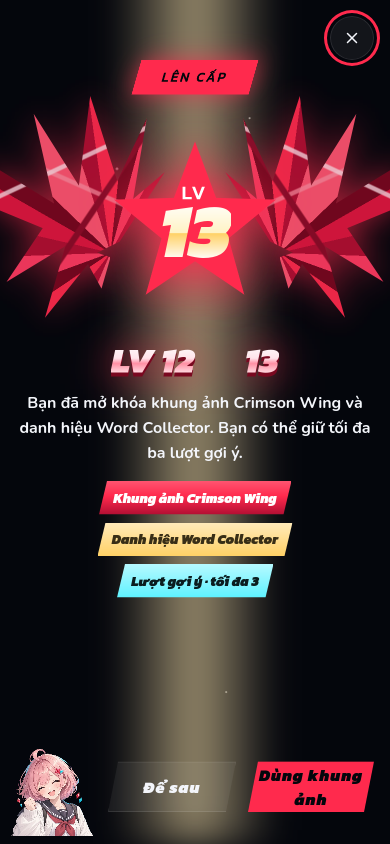 LÊN CẤP
LV
13
LV 12 13
Bạn đã mở khóa khung ảnh Crimson Wing và
danh hiệu Word Collector. Bạn có thể giữ tối đa
ba lượt gợi ý.
Khung ảnh Crimson Wing
Danh hiệu Word Collector
Lượt gợi ý · tối đa 3
Để sau
Dùng khung
ảnh